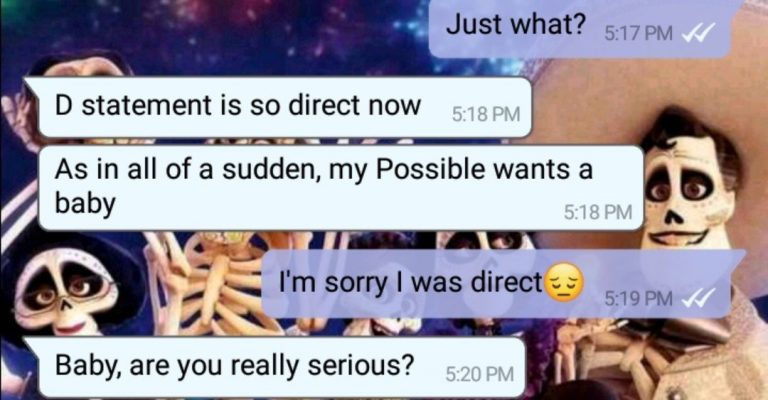 Just what? 5:17 PM
D statement is so direct now 5:18 PM
As in all of a sudden, my Possible wants a
baby 5:18 PM
I'm sorry I was direct😔 5:19 PM
Baby, are you really serious? 5:20 PM